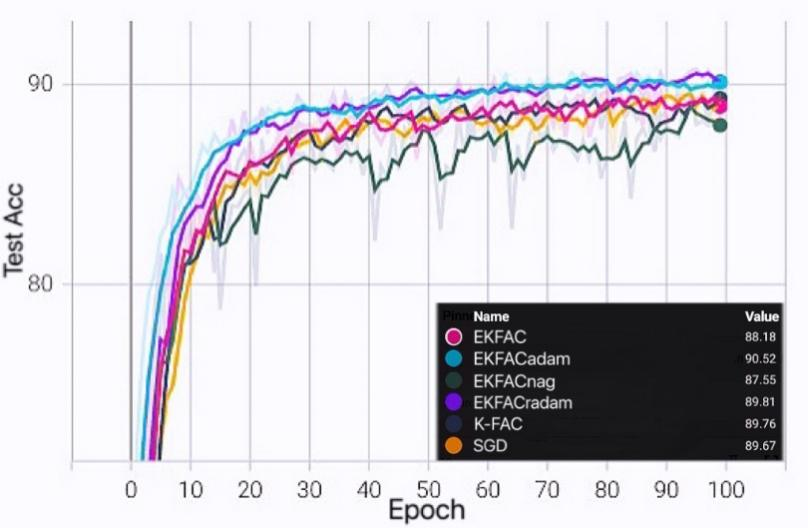 90
80
Test Acc
Name Value
EKFAC 88.18
EKFACadam 90.52
EKFACnag 87.55
EKFACradam 89.81
K-FAC 89.76
SGD 89.67
0 10 20 30 40 50 60 70 80 90 100
Epoch